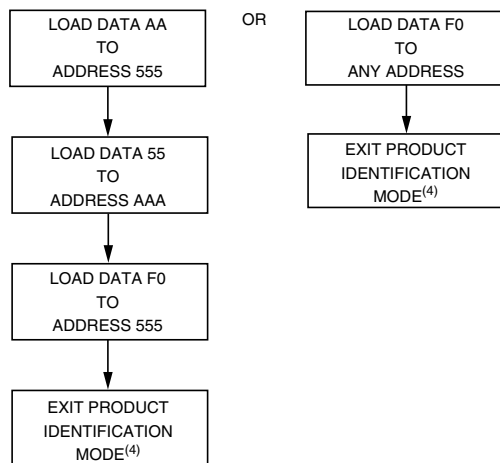 LOAD DATA AA
TO
ADDRESS 555
LOAD DATA 55
TO
ADDRESS AAA
LOAD DATA F0
TO
ADDRESS 555
EXIT PRODUCT
IDENTIFICATION
MODE(4)
OR
LOAD DATA F0
TO
ANY ADDRESS
EXIT PRODUCT
IDENTIFICATION
MODE(4)